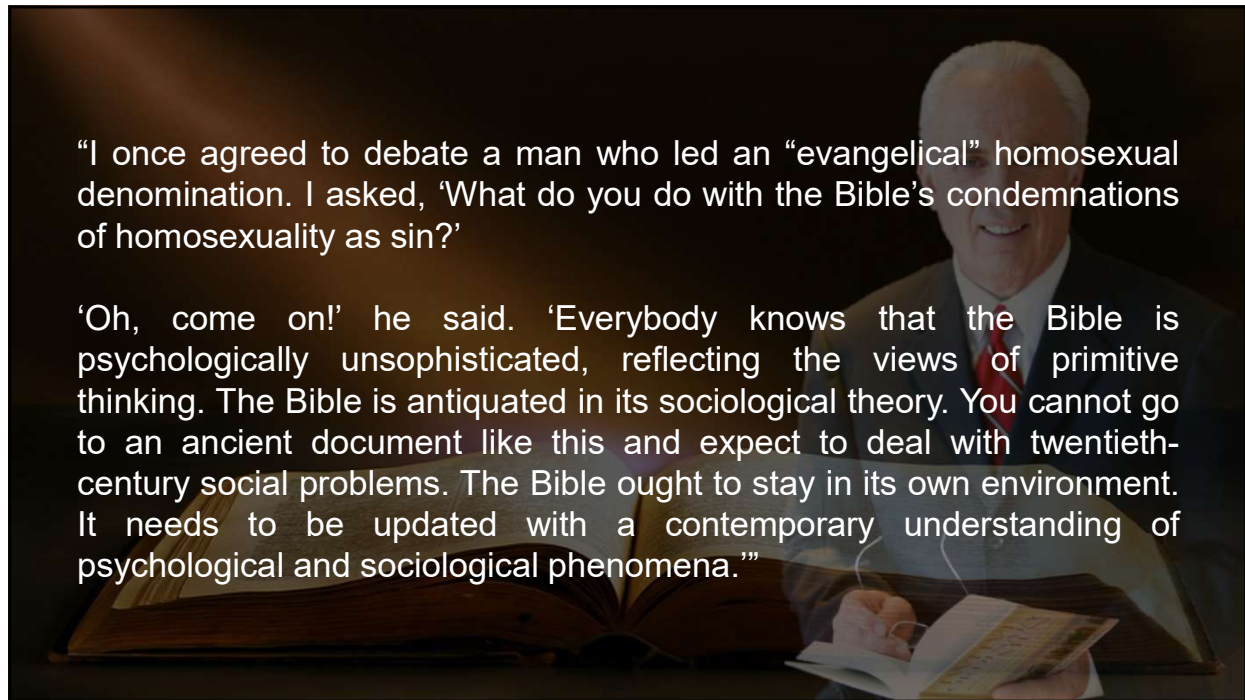 “I once agreed to debate a man who led an “evangelical” homosexual
denomination. I asked, ‘What do you do with the Bible’s condemnations
of homosexuality as sin?’
‘Oh, come on!’ he said. ‘Everybody knows that the Bible is
psychologically unsophisticated, reflecting the views of primitive
thinking. The Bible is antiquated in its sociological theory. You cannot go
to an ancient document like this and expect to deal with twentieth-
century social problems. The Bible ought to stay in its own environment.
It needs to be updated with a contemporary understanding of
psychological and sociological phenomena.’”